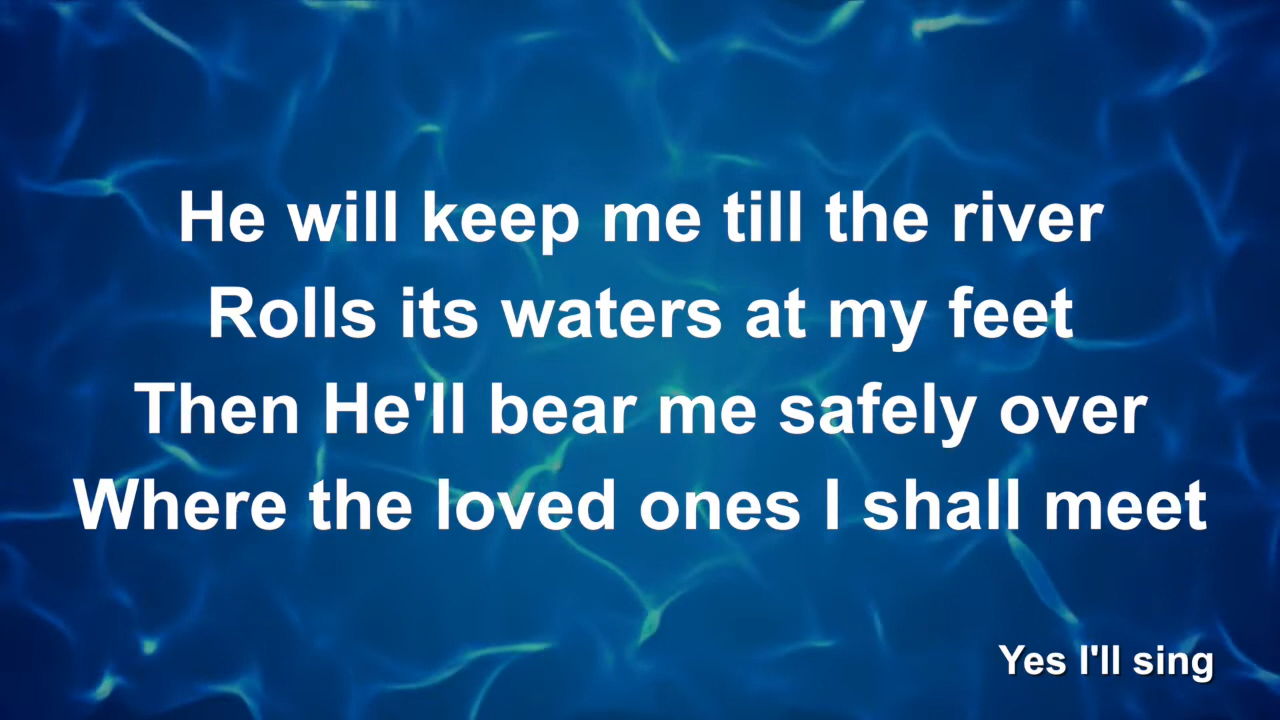 He will keep me till the river
Rolls its waters at my feet
Then He'll bear me safely over
Where the loved ones I shall meet
Yes I'll sing